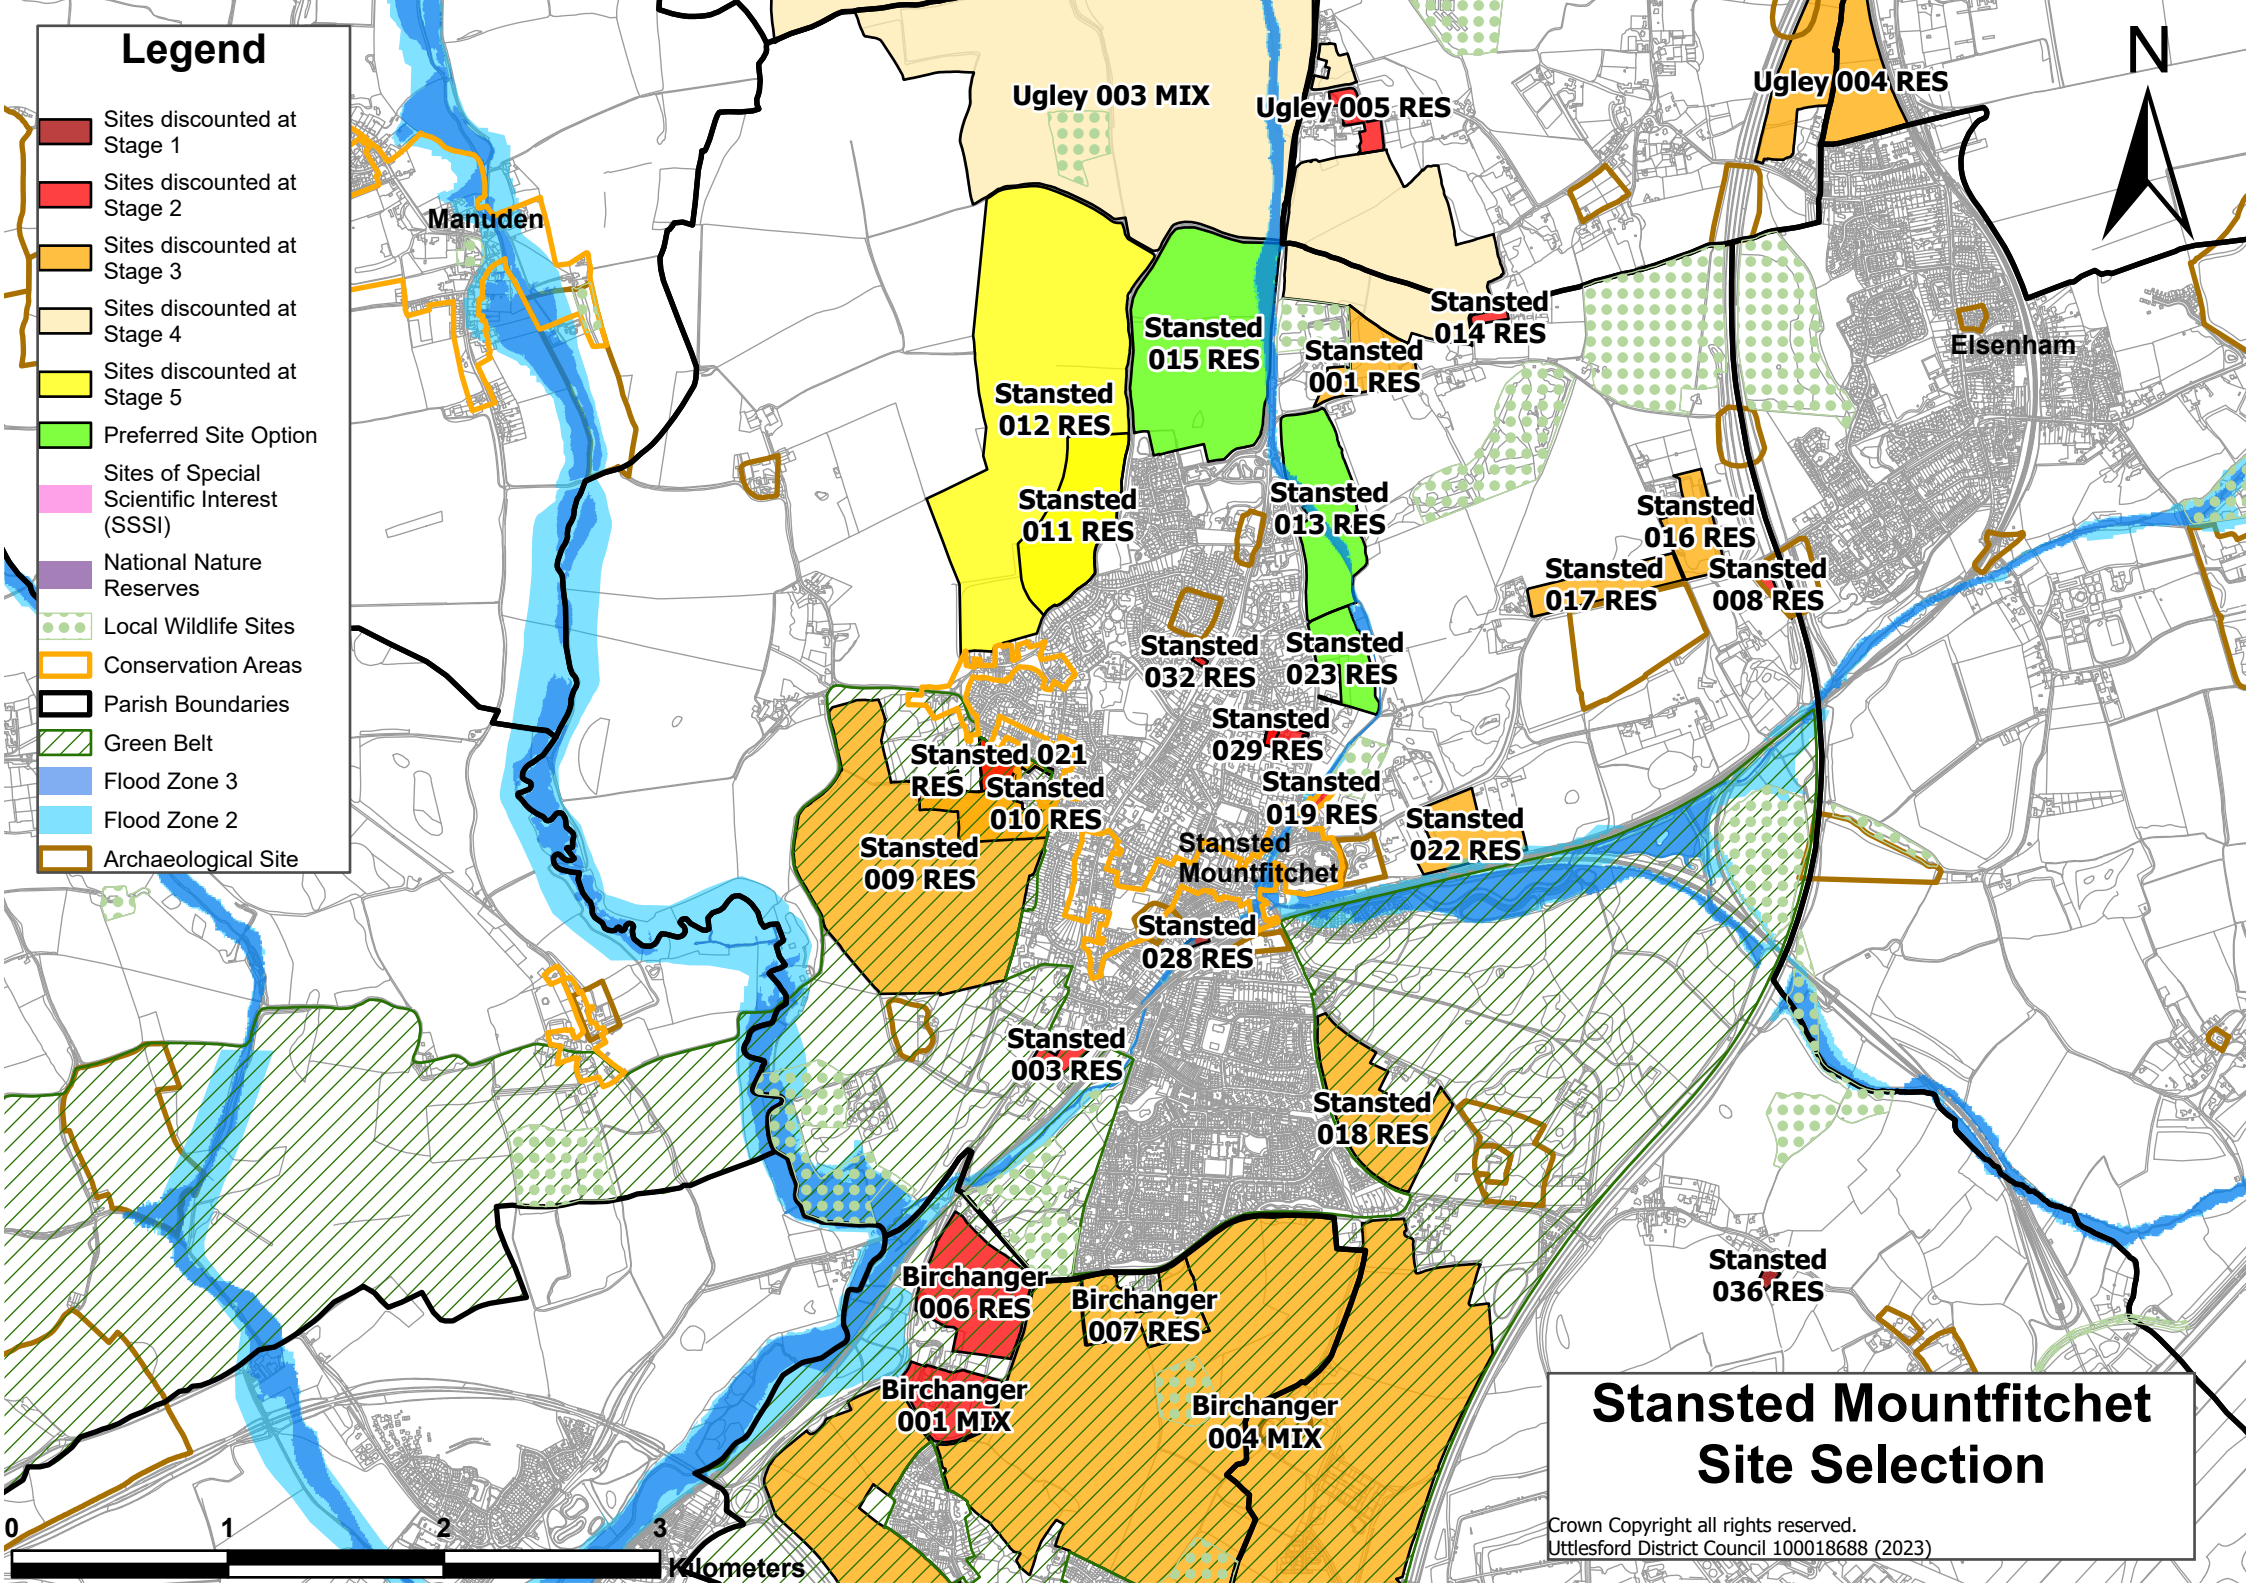 Legend
Sites discounted at
Stage 1
Sites discounted at
Stage 2
Sites discounted at
Stage 3
Sites discounted at
Stage 4
Sites discounted at
Stage 5
Preferred Site Option
Sites of Special
Scientific Interest
(SSSI)
National Nature
Reserves
Local Wildlife Sites
Conservation Areas
Parish Boundaries
Green Belt
Flood Zone 3
Flood Zone 2
Archaeological Site
N
Ugley 003 MIX
Ugley 005 RES
Ugley 004 RES
Manuden
Elsenham
Stansted
015 RES
Stansted
014 RES
Stansted
001 RES
Stansted
012 RES
Stansted
011 RES
Stansted
013 RES
Stansted
016 RES
Stansted
017 RES
Stansted
008 RES
Stansted
032 RES
Stansted
023 RES
Stansted
029 RES
Stansted 021
RES
Stansted
010 RES
Stansted
019 RES
Stansted
022 RES
Stansted
009 RES
Stansted
Mountfitchet
Stansted
028 RES
Stansted
003 RES
Stansted
018 RES
Stansted
036 RES
Birchanger
006 RES
Birchanger
007 RES
Birchanger
001 MIX
Birchanger
004 MIX
Stansted Mountfitchet
Site Selection
Crown Copyright all rights reserved.
Uttlesford District Council 100018688 (2023)
0 1 2 3
Kilometers